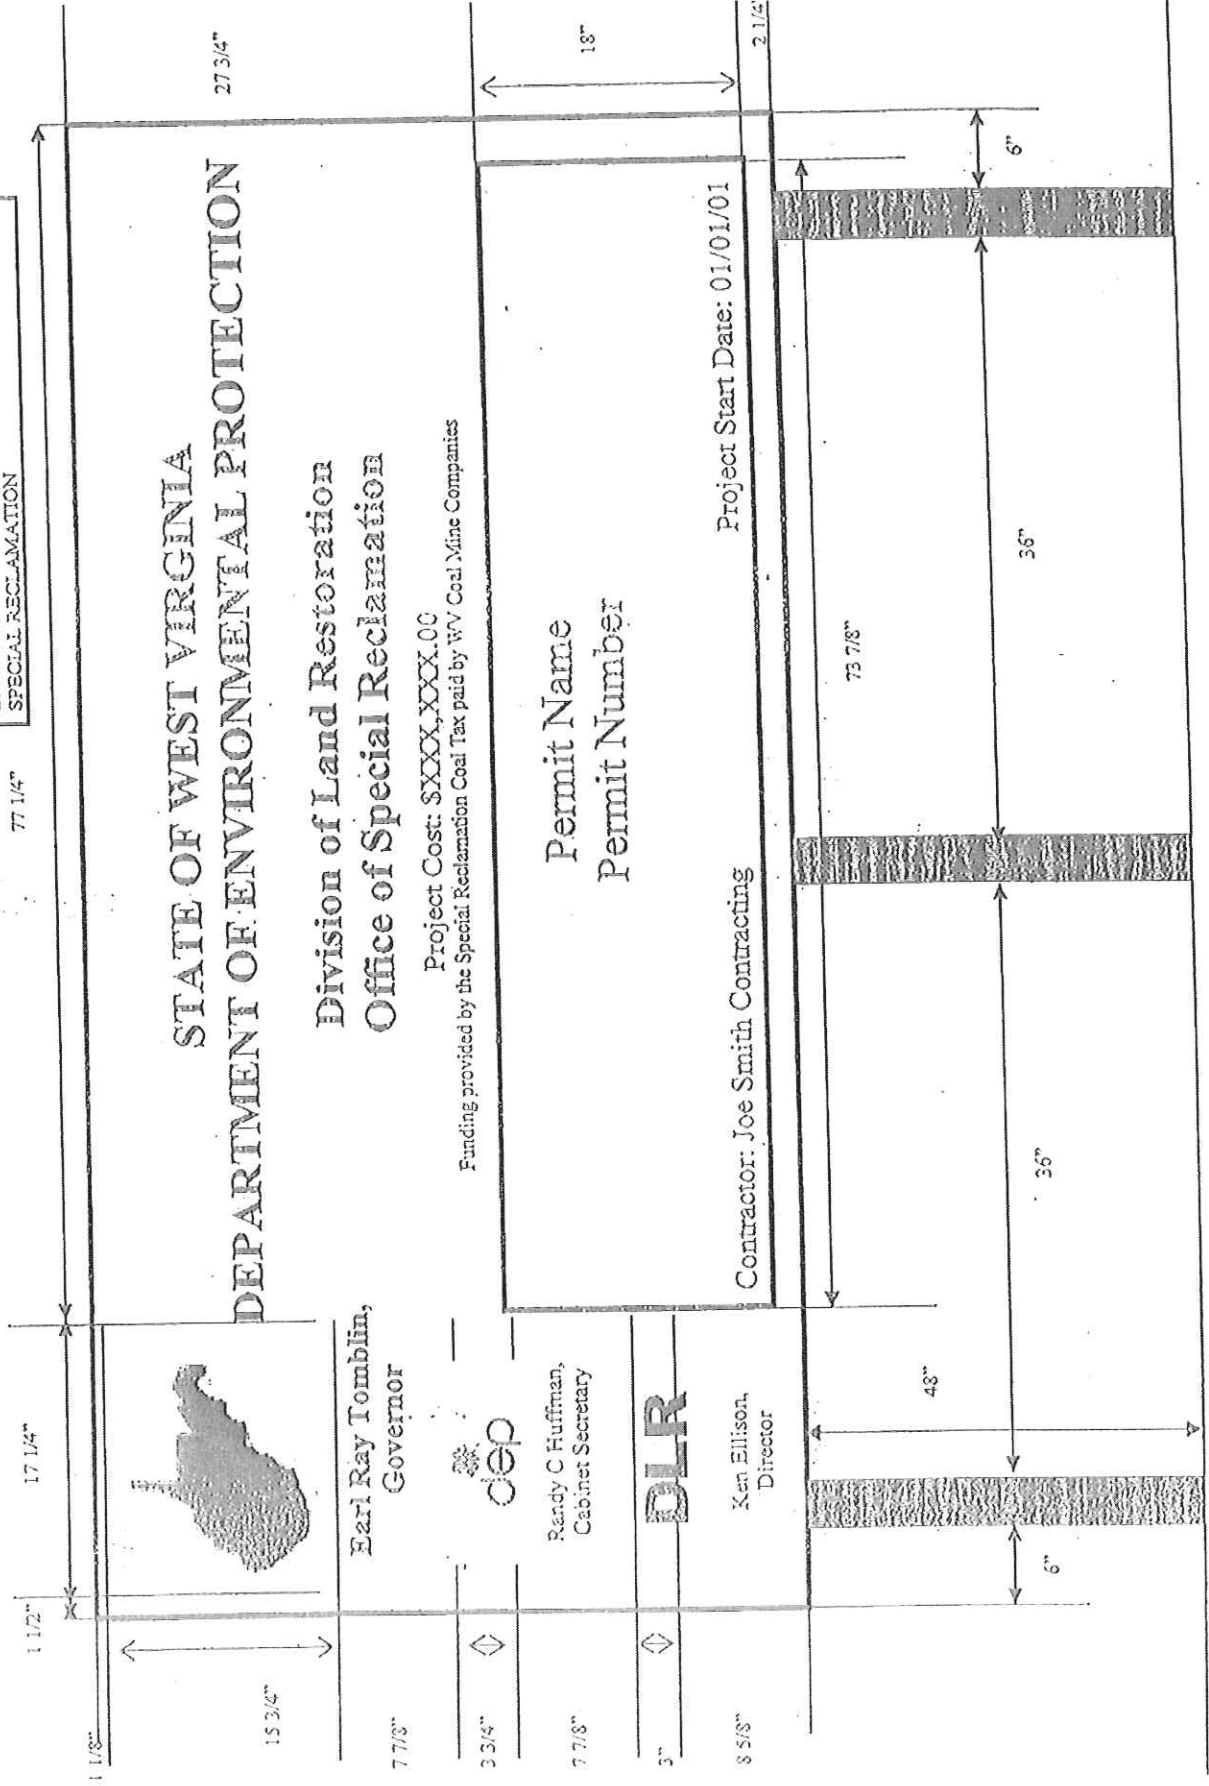 SPECIAL RECLAMATION
1 1/2"
17 1/4"
77 1/4"
1 1/8"
15 3/4"
7 7/8"
3 3/4"
7 7/8"
3"
8 5/8"
27 3/4"
18"
2 1/4"
STATE OF WEST VIRGINIA
DEPARTMENT OF ENVIRONMENTAL PROTECTION
Division of Land Restoration
Office of Special Reclamation
Project Cost: $XXX,XXX.00
Funding provided by the Special Reclamation Coal Tax paid by WV Coal Mine Companies
Earl Ray Tomblin,
Governor
dep
Randy C Huffman,
Cabinet Secretary
DLR
Ken Ellison,
Director
Permit Name
Permit Number
Contractor: Joe Smith Contracting
Project Start Date: 01/01/01
73 7/8"
48"
6"
36"
36"
6"